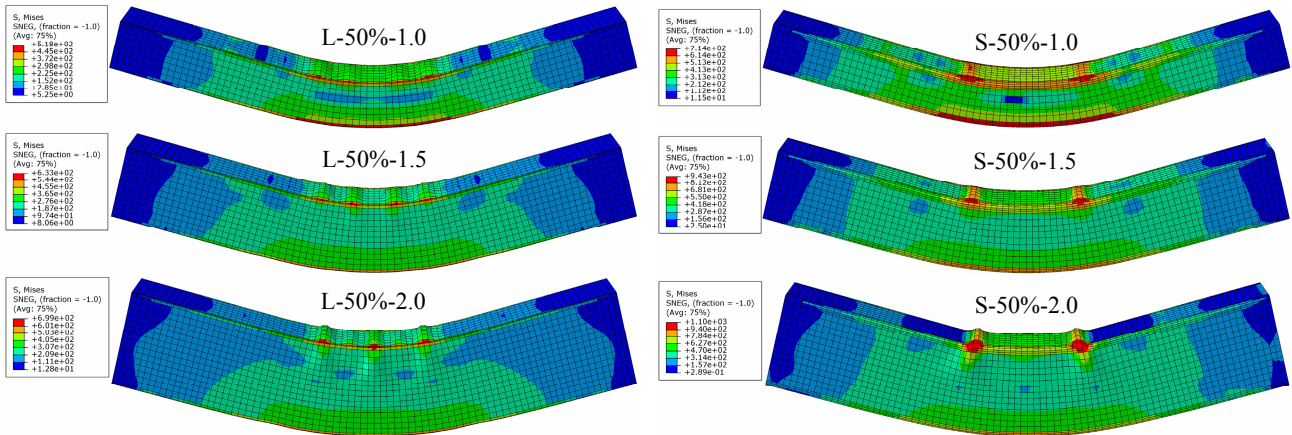 S, Mises
SNEG, (fraction = -1.0)
(Avg: 75%)
+5.18e+02
+4.45e+02
+3.72e+02
+2.98e+02
+2.25e+02
+1.52e+02
+7.85e+01
+5.25e+00
L-50%-1.0
S, Mises
SNEG, (fraction = -1.0)
(Avg: 75%)
+7.14e+02
+6.14e+02
+5.13e+02
+4.13e+02
+3.13e+02
+2.12e+02
+1.12e+02
+1.15e+01
S-50%-1.0
S, Mises
SNEG, (fraction = -1.0)
(Avg: 75%)
+6.33e+02
+5.44e+02
+4.55e+02
+3.65e+02
+2.76e+02
+1.87e+02
+9.74e+01
+8.06e+00
L-50%-1.5
S, Mises
SNEG, (fraction = -1.0)
(Avg: 75%)
+9.43e+02
+8.12e+02
+6.81e+02
+5.50e+02
+4.18e+02
+2.87e+02
+1.56e+02
+2.50e+01
S-50%-1.5
S, Mises
SNEG, (fraction = -1.0)
(Avg: 75%)
+6.99e+02
+6.01e+02
+5.03e+02
+4.05e+02
+3.07e+02
+2.09e+02
+1.11e+02
+1.28e+01
L-50%-2.0
S, Mises
SNEG, (fraction = -1.0)
(Avg: 75%)
+1.10e+03
+9.40e+02
+7.84e+02
+6.27e+02
+4.70e+02
+3.14e+02
+1.57e+02
+2.89e-01
S-50%-2.0